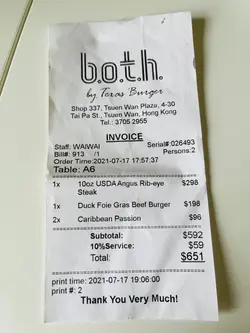 b.o.t.h.
by Texas Burger
Shop 337, Tsuen Wan Plaza, 4-30
Tai Pa St., Tsuen Wan, Hong Kong
Tel.: 3705 2955
INVOICE
Staff: WAIWAI Serial#:026493
Bill#: 913 /1 Persons:2
Order Time:2021-07-17 17:57:37
Table: A6
1x 10oz USDA Angus Rib-eye $298
Steak
1x Duck Foie Gras Beef Burger $198
2x Caribbean Passion $96
Subtotal: $592
10%Service: $59
Total: $651
print time: 2021-07-17 19:06:00
print #: 2
Thank You Very Much!